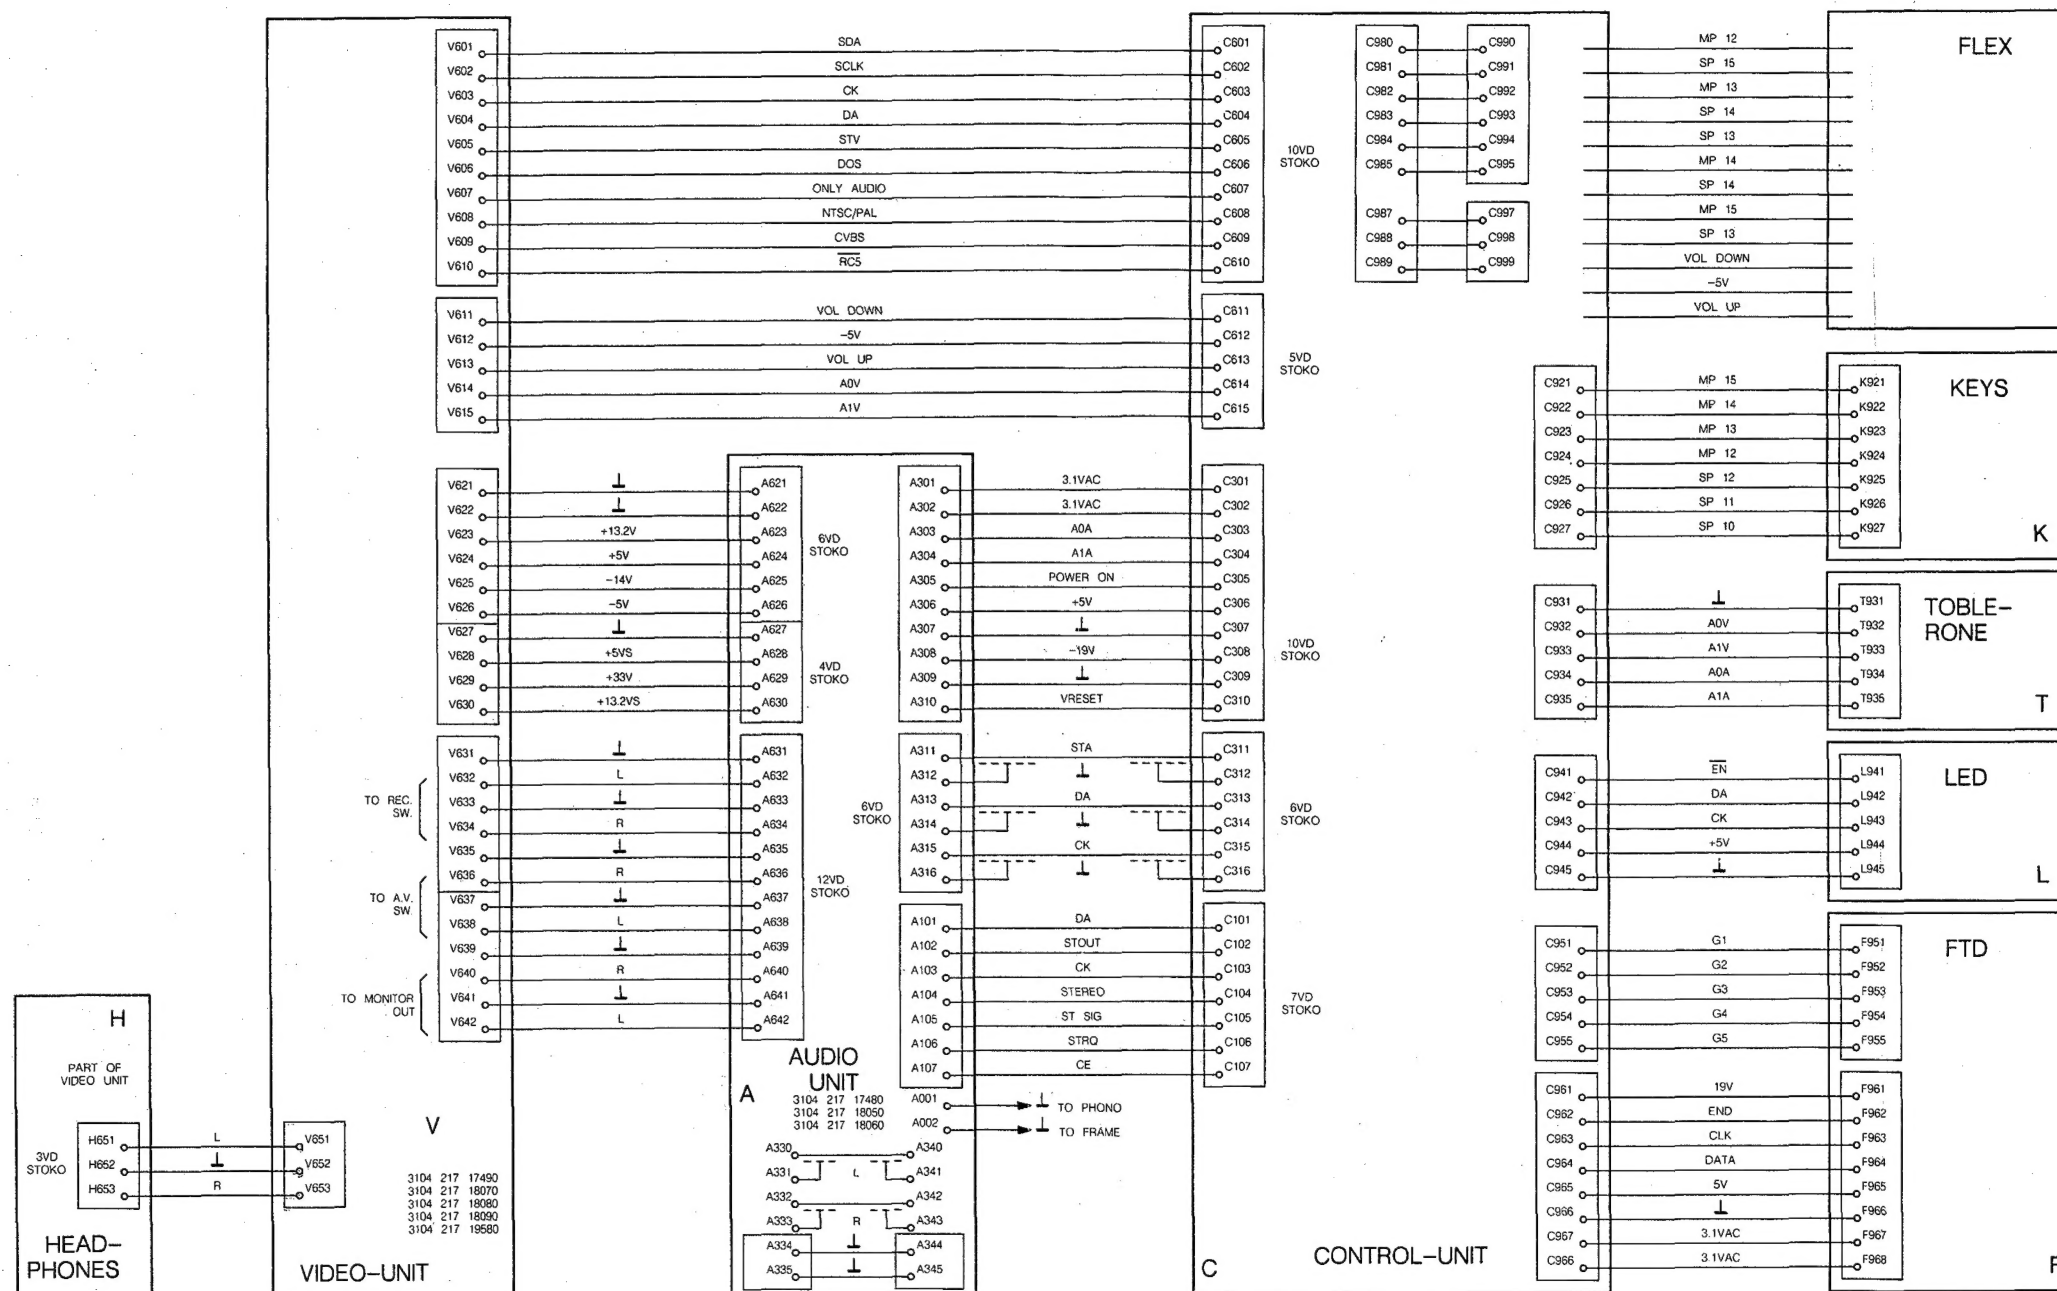 V601 SDA C601
V602 SCLK C602
V603 CK C603
V604 DA C604
V605 STV C605
V606 DOS C606
V607 ONLY AUDIO C607
V608 NTSC/PAL C608
V609 CVBS C609
V610 RC5 C610
10VD
STOKO
V611 VOL DOWN C611
V612 -5V C612
V613 VOL UP C613
V614 A0V C614
V615 A1V C615
5VD
STOKO
C980 C990
C981 C991
C982 C992
C983 C993
C984 C994
C985 C995
C987 C997
C988 C998
C989 C999
MP 12
SP 15
MP 13
SP 14
SP 13
MP 14
SP 14
MP 15
SP 13
VOL DOWN
-5V
VOL UP
FLEX
C921 MP 15 K921
C922 MP 14 K922
C923 MP 13 K923
C924 MP 12 K924
C925 SP 12 K925
C926 SP 11 K926
C927 SP 10 K927
KEYS
K
V621 A621
V622 A622
V623 +13.2V A623
V624 +5V A624
V625 -14V A625
V626 -5V A626
V627 A627
V628 +5VS A628
V629 +33V A629
V630 +13.2VS A630
6VD
STOKO
4VD
STOKO
A301 3.1VAC C301
A302 3.1VAC C302
A303 A0A C303
A304 A1A C304
A305 POWER ON C305
A306 +5V C306
A307 C307
A308 -19V C308
A309 C309
A310 VRESET C310
10VD
STOKO
C931 T931
C932 A0V T932
C933 A1V T933
C934 A0A T934
C935 A1A T935
TOBLE-
RONE
T
V631 A631
V632 L A632
V633 A633
V634 R A634
V635 A635
V636 R A636
V637 A637
V638 L A638
V639 A639
V640 R A640
V641 A641
V642 L A642
TO REC.
SW.
TO A.V.
SW.
TO MONITOR
OUT
12VD
STOKO
6VD
STOKO
A311 STA C311
A312 C312
A313 DA C313
A314 C314
A315 CK C315
A316 C316
6VD
STOKO
C941 EN L941
C942 DA L942
C943 CK L943
C944 +5V L944
C945 L945
LED
L
A101 DA C101
A102 STOUT C102
A103 CK C103
A104 STEREO C104
A105 ST SIG C105
A106 STRQ C106
A107 CE C107
7VD
STOKO
A001 TO PHONO
A002 TO FRAME
C951 G1 F951
C952 G2 F952
C953 G3 F953
C954 G4 F954
C955 G5 F955
FTD
C961 19V F961
C962 END F962
C963 CLK F963
C964 DATA F964
C965 5V F965
C966 F966
C967 3.1VAC F967
C966 3.1VAC F968
F
AUDIO
UNIT
A
3104 217 17480
3104 217 18050
3104 217 18060
A330 A340
A331 L A341
A332 A342
A333 R A343
A334 A344
A335 A345
H
PART OF
VIDEO UNIT
3VD
STOKO
H651 L V651
H652 V652
H653 R V653
HEAD-
PHONES
V
3104 217 17490
3104 217 18070
3104 217 18080
3104 217 18090
3104 217 19580
VIDEO-UNIT
C
CONTROL-UNIT